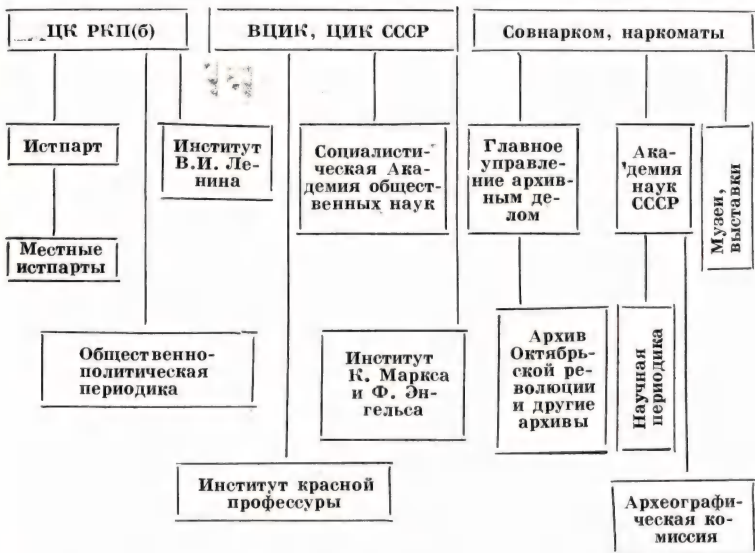 ЦК РКП(б)
ВЦИК, ЦИК СССР
Совнарком, наркоматы
Истпарт
Институт
В.И. Ле-
нина
Социалисти-
ческая Ака-
демия общест-
венных наук
Главное
управле-
ние архив-
ным де-
лом
Ака-
демия
наук
СССР
Музеи,
выставки
Местные
истпарты
Общественно-
политическая
периодика
Институт
К. Маркса
и Ф. Эн-
гельса
Архив
Октябрь-
ской ре-
волюции
и другие
архивы
Научная
периодика
Институт красной
профессуры
Археографи-
ческая ко-
миссия